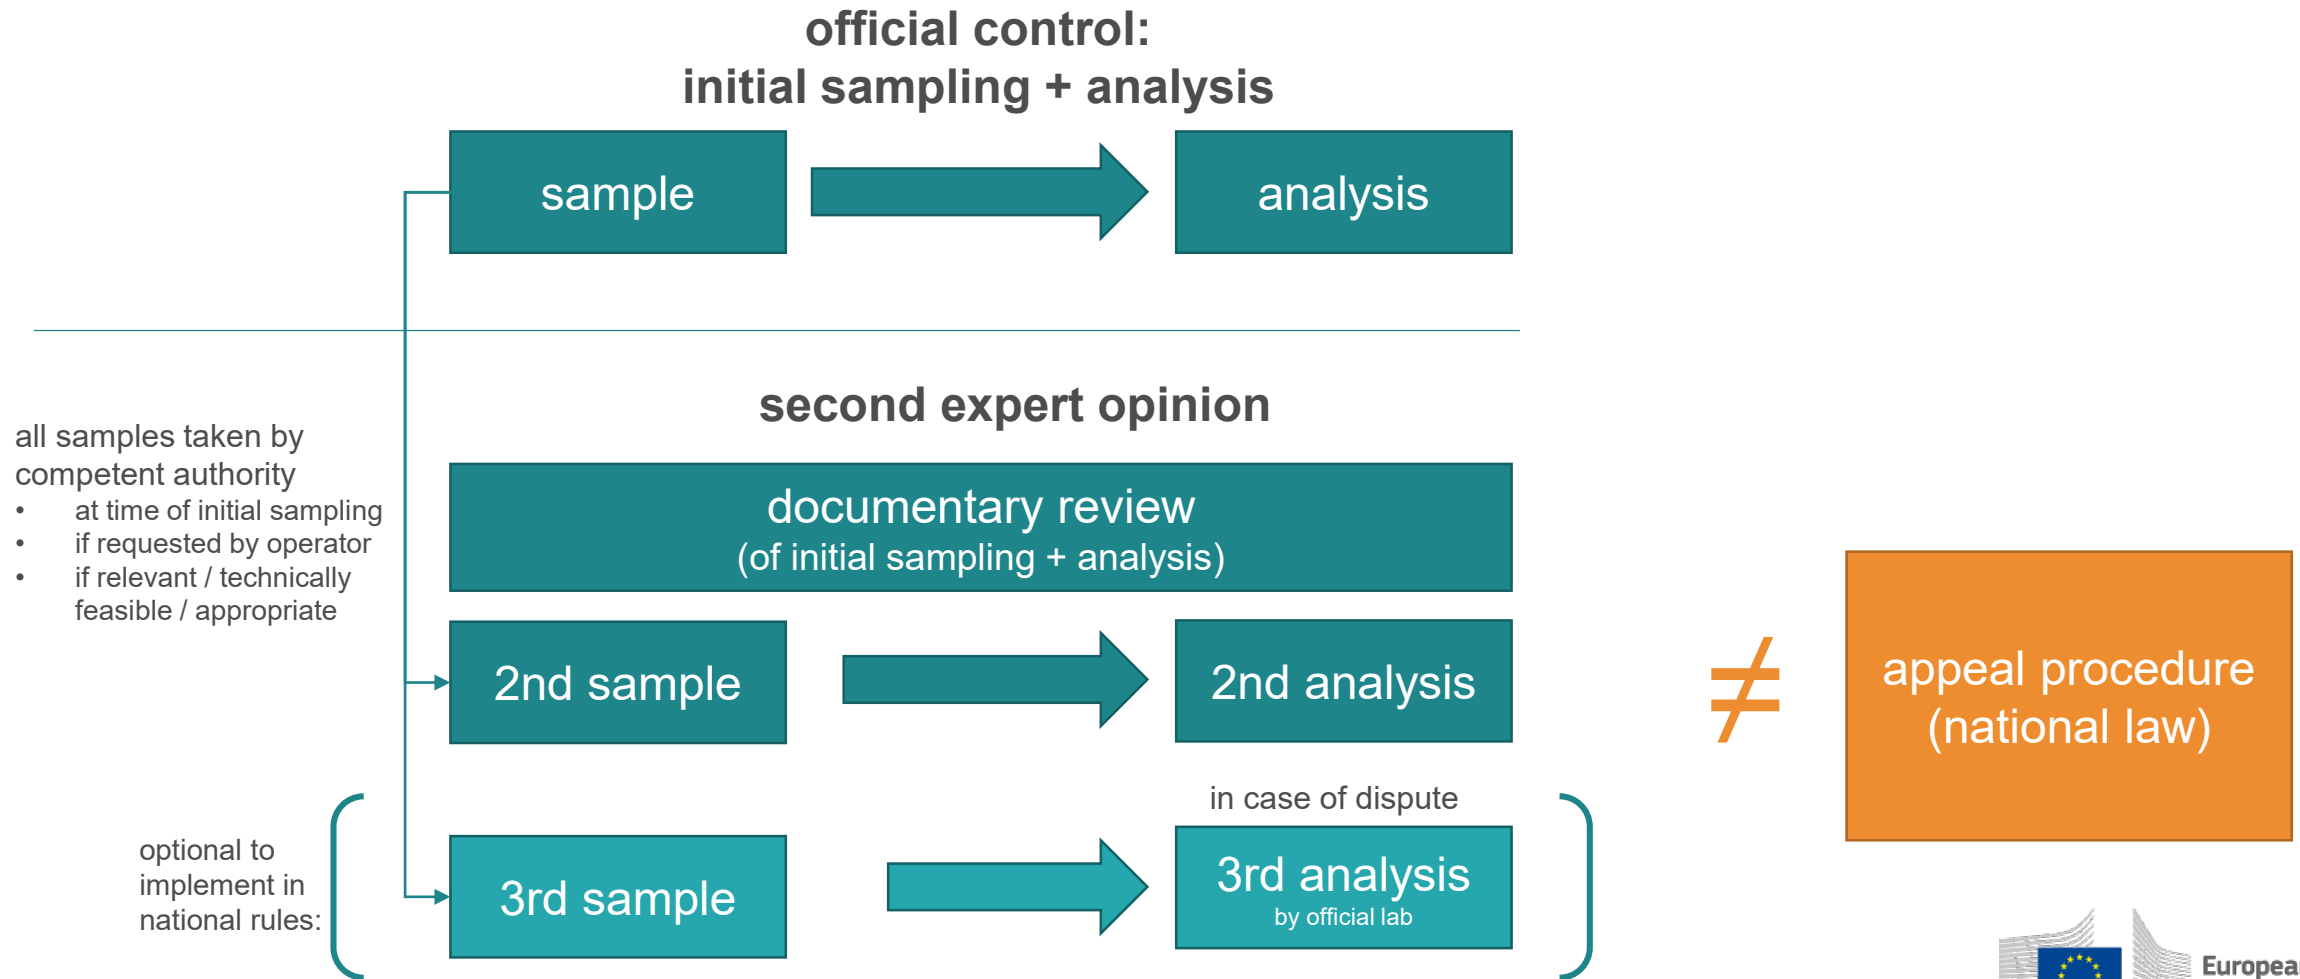 official control:
initial sampling + analysis
sample
analysis
second expert opinion
all samples taken by
competent authority
• at time of initial sampling
• if requested by operator
• if relevant / technically
feasible / appropriate
documentary review
(of initial sampling + analysis)
2nd sample
2nd analysis
≠
appeal procedure
(national law)
in case of dispute
optional to
implement in
national rules:
3rd sample
3rd analysis
by official lab